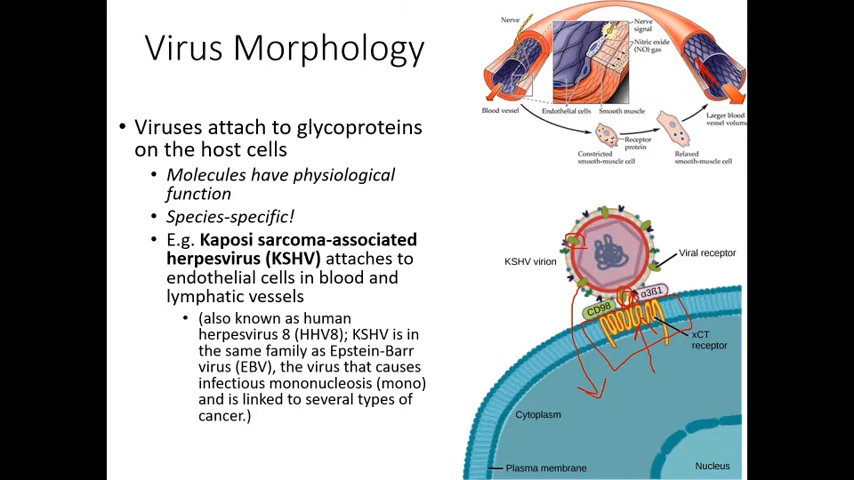 Virus Morphology
• Viruses attach to glycoproteins
on the host cells
• Molecules have physiological
function
• Species-specific!
• E.g. Kaposi sarcoma-associated
herpesvirus (KSHV) attaches to
endothelial cells in blood and
lymphatic vessels
• (also known as human
herpesvirus 8 (HHV8); KSHV is in
the same family as Epstein-Barr
virus (EBV), the virus that causes
infectious mononucleosis (mono)
and is linked to several types of
cancer.)
Nerve
Nerve
signal
Nitric oxide
(NO) gas
Blood vessel
Endothelial cells
Smooth muscle
Larger blood
vessel volume
Receptor
protein
Constricted
smooth-muscle cell
Relaxed
smooth-muscle cell
KSHV virion
Viral receptor
CD98
α3ß1
xCT
receptor
Cytoplasm
Plasma membrane
Nucleus